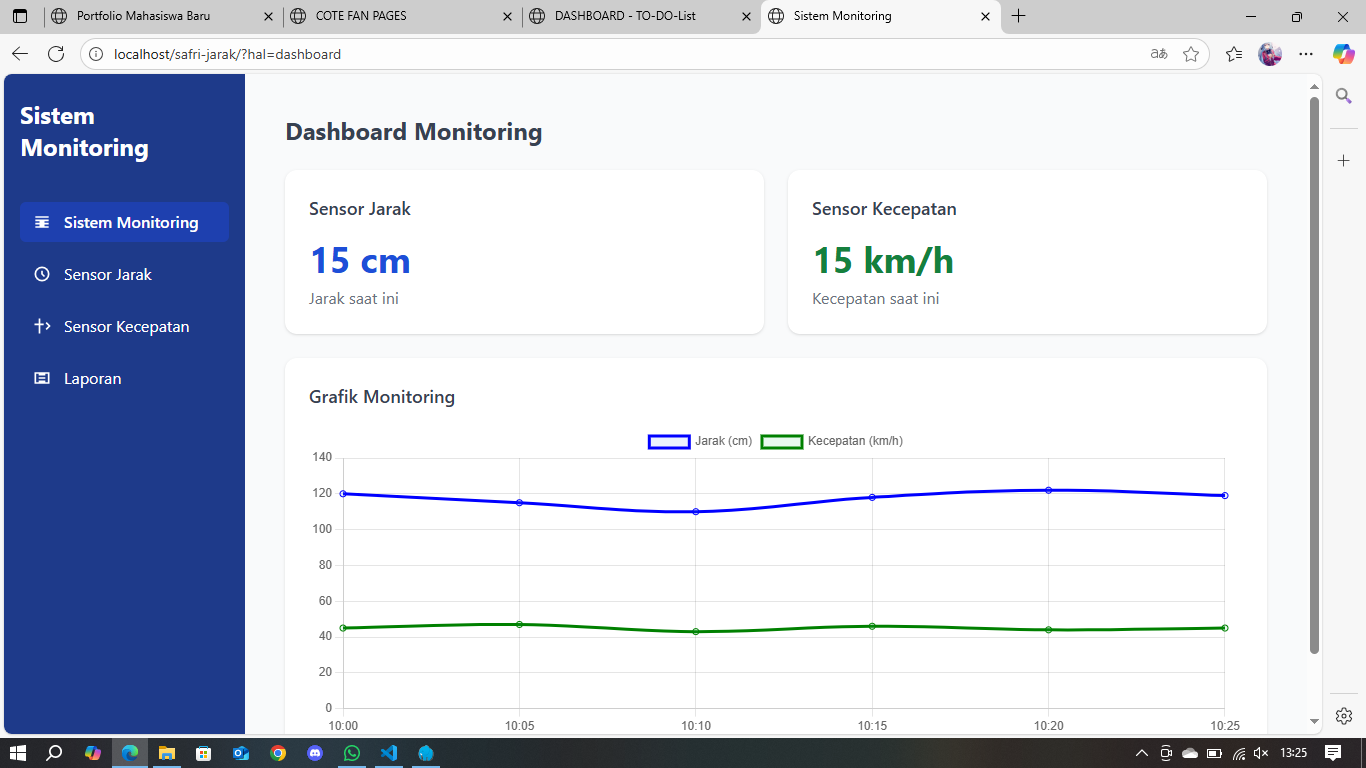 Portfolio Mahasiswa Baru
COTE FAN PAGES
DASHBOARD - TO-DO-List
Sistem Monitoring
localhost/safri-jarak/?hal=dashboard
aあ
Sistem
Monitoring
Sistem Monitoring
Sensor Jarak
Sensor Kecepatan
Laporan
Dashboard Monitoring
Sensor Jarak
15 cm
Jarak saat ini
Sensor Kecepatan
15 km/h
Kecepatan saat ini
Grafik Monitoring
Jarak (cm) Kecepatan (km/h)
140
120
100
80
60
40
20
0
10:00 10:05 10:10 10:15 10:20 10:25
13:25